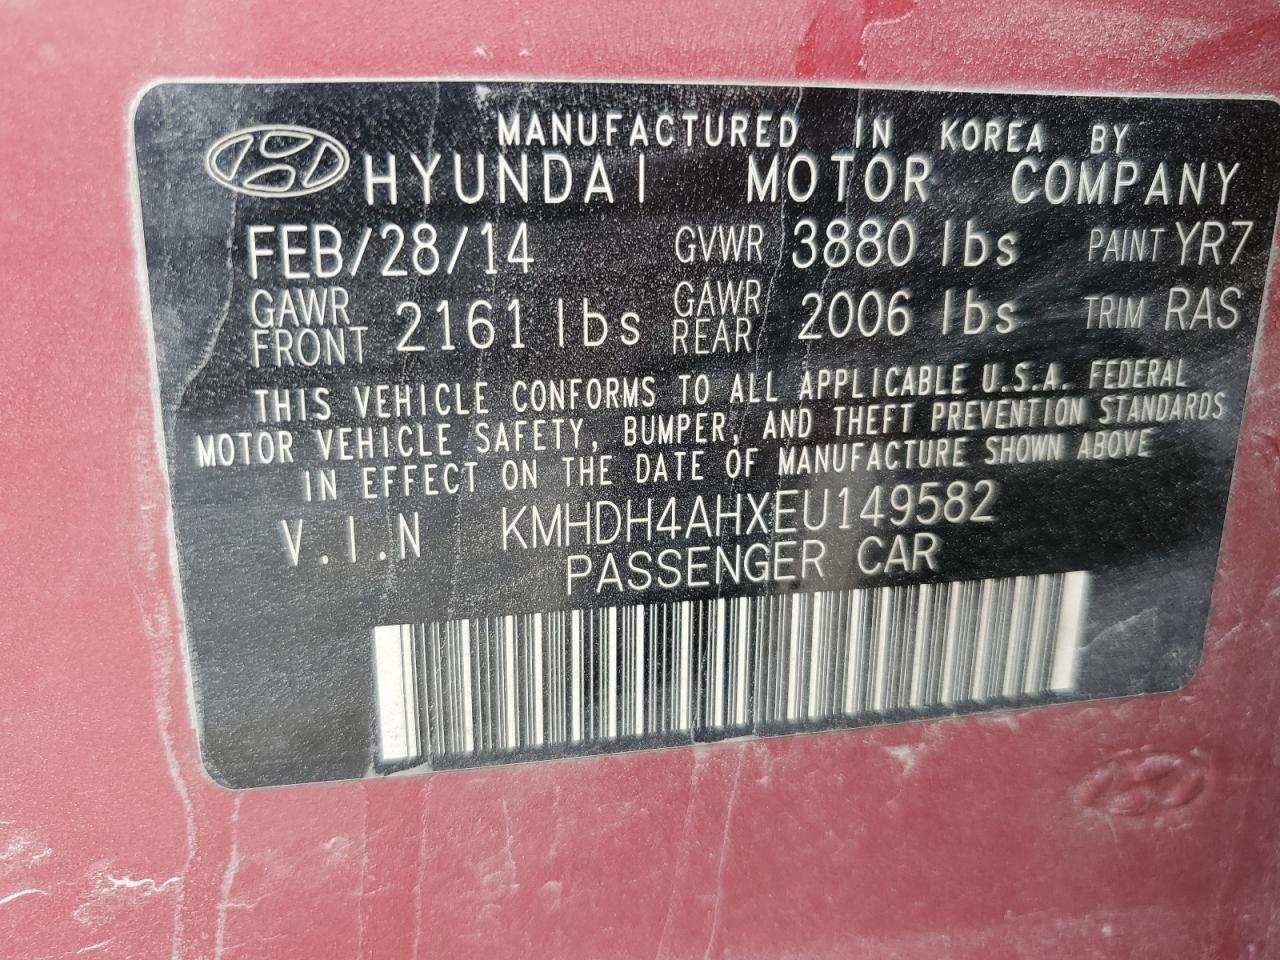 MANUFACTURED IN KOREA BY
HYUNDAI MOTOR COMPANY
FEB/28/14 GVWR 3880 lbs PAINT YR7
GAWR FRONT 2161 lbs GAWR REAR 2006 lbs TRIM RAS
THIS VEHICLE CONFORMS TO ALL APPLICABLE U.S.A. FEDERAL
MOTOR VEHICLE SAFETY, BUMPER, AND THEFT PREVENTION STANDARDS
IN EFFECT ON THE DATE OF MANUFACTURE SHOWN ABOVE
V.I.N KMHDH4AHXEU149582
PASSENGER CAR